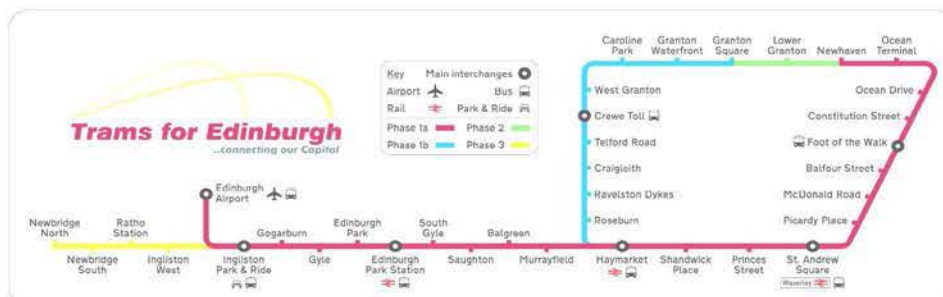 Trams for Edinburgh
...connecting our Capital
Key Main interchanges
Airport Bus
Rail Park & Ride
Phase 1a Phase 2
Phase 1b Phase 3
Caroline
Park
Granton
Waterfront
Granton
Square
Lower
Granton
Newhaven
Ocean
Terminal
West Granton
Crewe Toll
Telford Road
Craigleith
Ravelston Dykes
Roseburn
Ocean Drive
Constitution Street
Foot of the Walk
Balfour Street
McDonald Road
Picardy Place
Edinburgh
Airport
Newbridge
North
Ratho
Station
Gogarburn
Edinburgh
Park
South
Gyle
Balgreen
Newbridge
South
Ingliston
West
Ingliston
Park & Ride
Gyle
Edinburgh
Park Station
Saughton
Murrayfield
Haymarket
Shandwick
Place
Princes
Street
St. Andrew
Square
Waverley